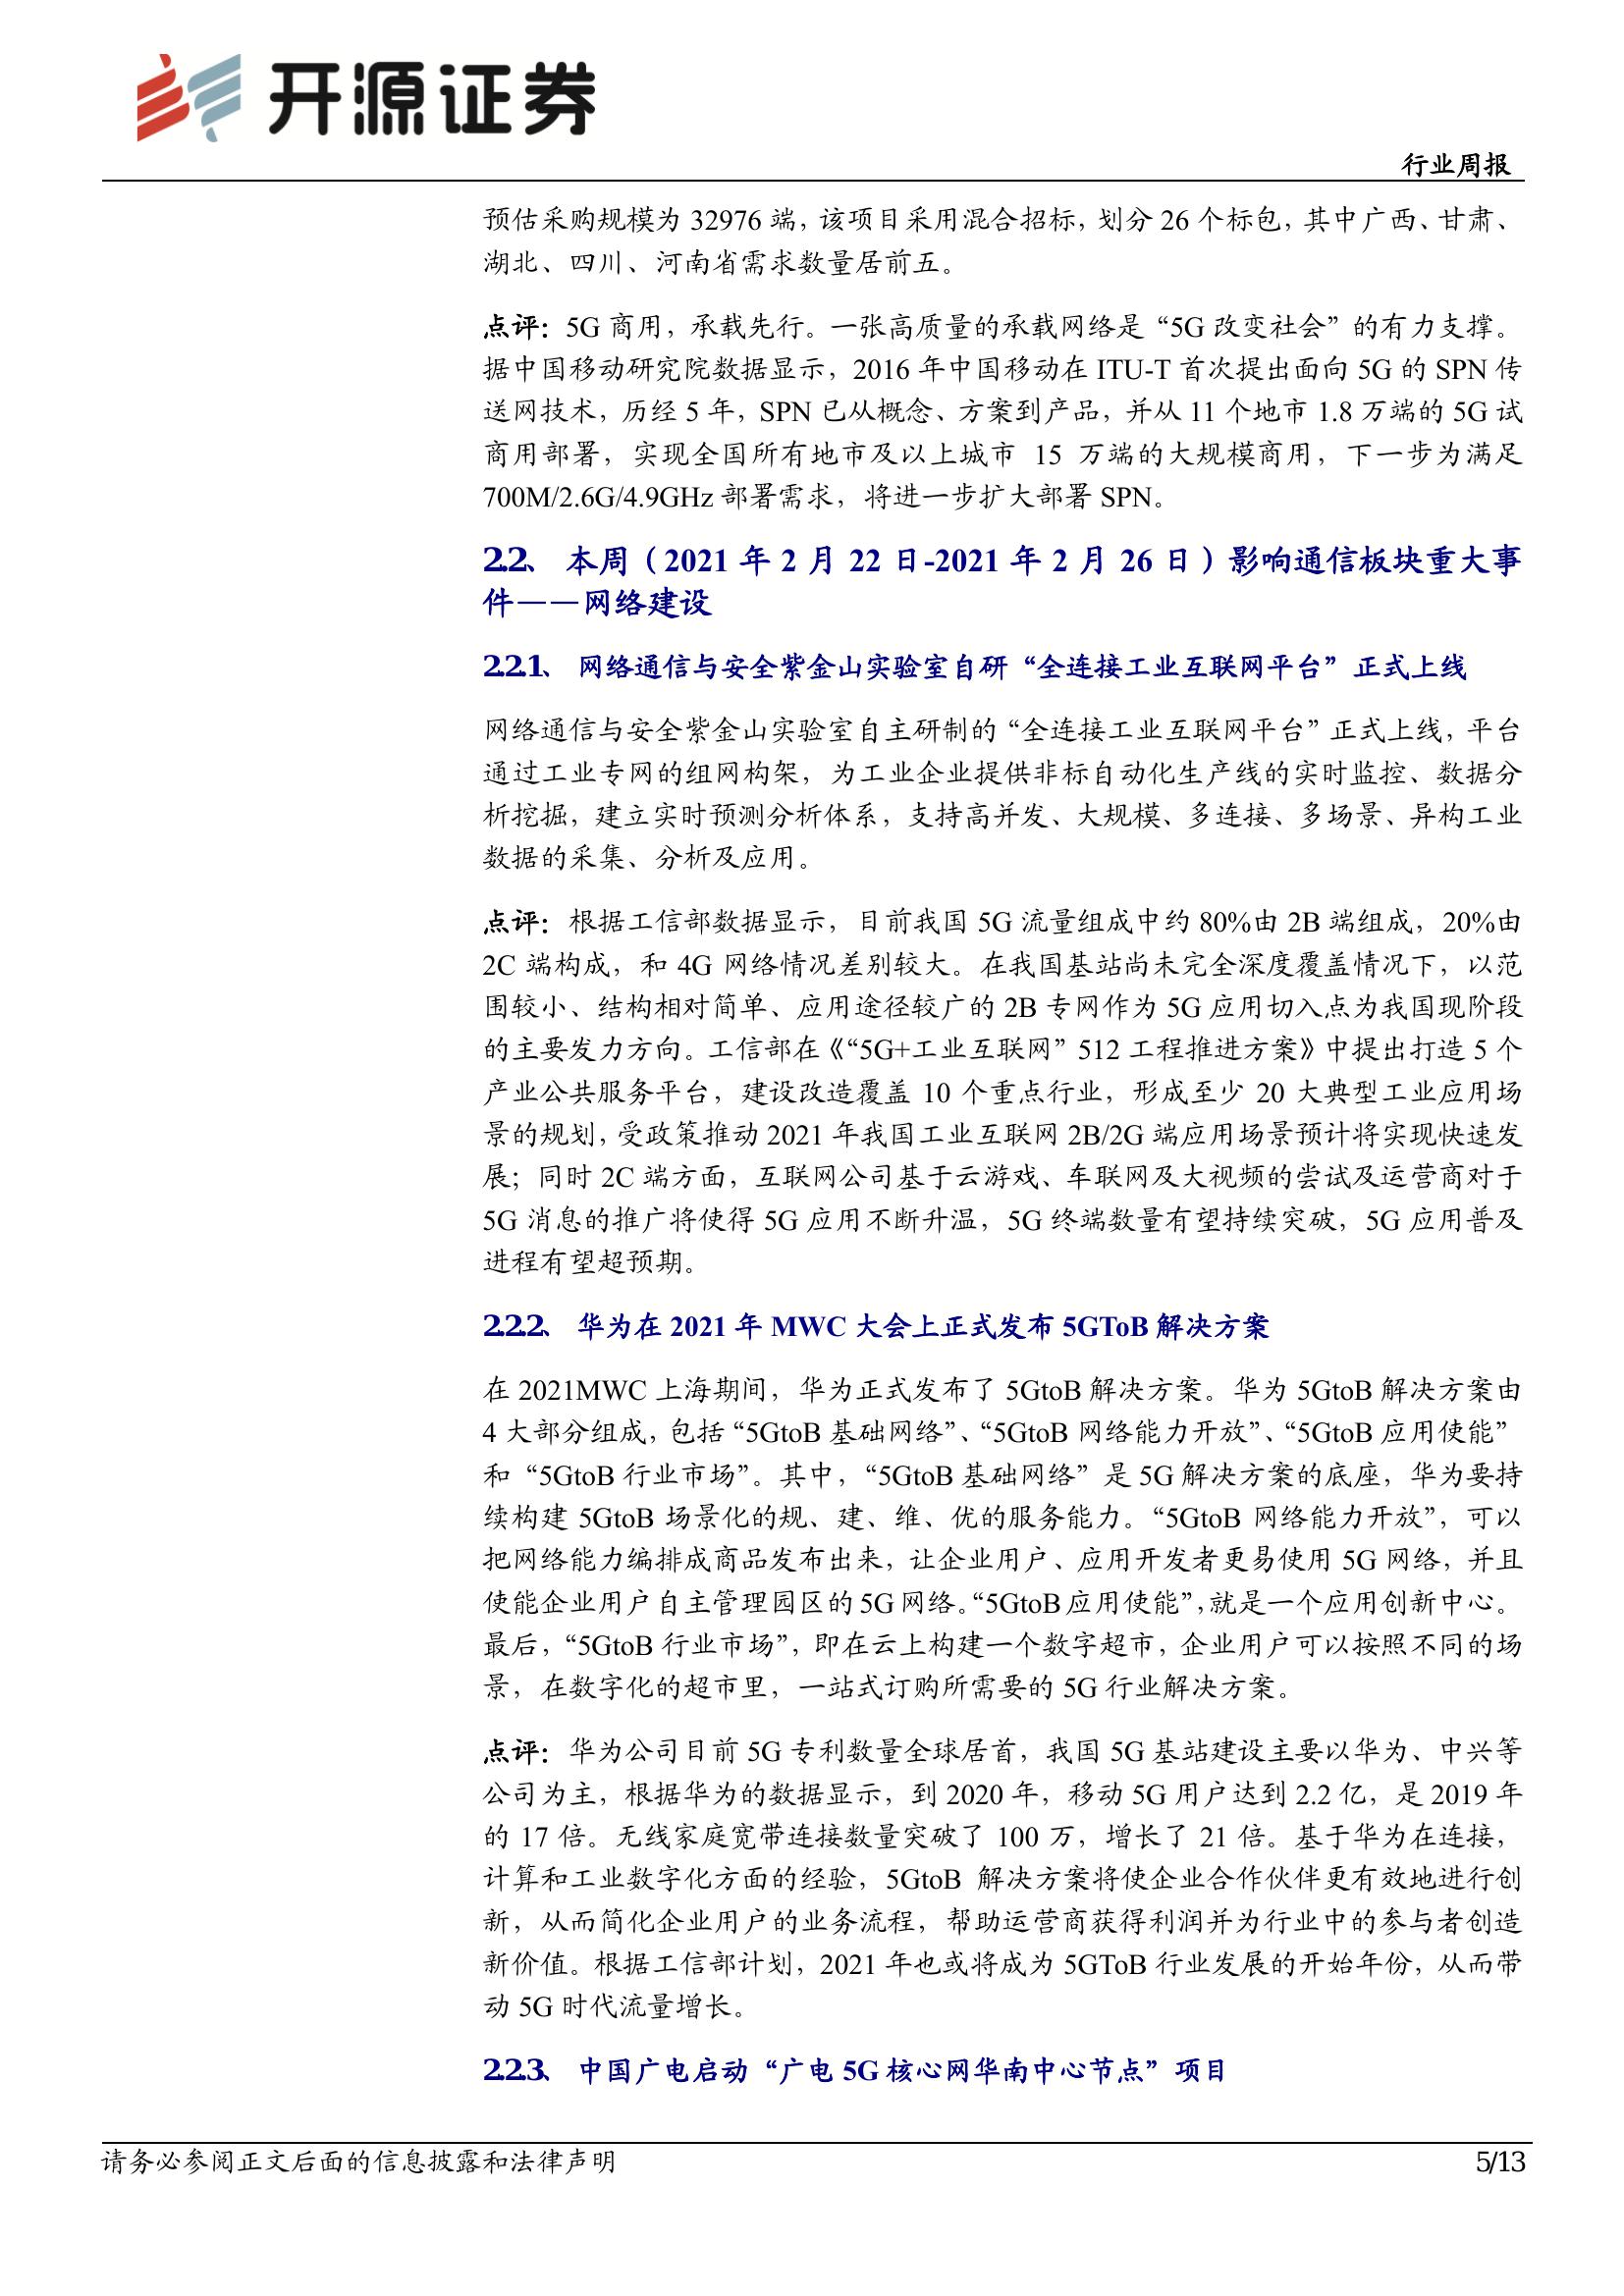 开源证券
行业周报
预估采购规模为 32976 端，该项目采用混合招标，划分 26 个标包，其中广西、甘肃、
湖北、四川、河南省需求数量居前五。
点评：5G 商用，承载先行。一张高质量的承载网络是“5G 改变社会”的有力支撑。
据中国移动研究院数据显示，2016 年中国移动在 ITU-T 首次提出面向 5G 的 SPN 传
送网技术，历经 5 年，SPN 已从概念、方案到产品，并从 11 个地市 1.8 万端的 5G 试
商用部署，实现全国所有地市及以上城市 15 万端的大规模商用，下一步为满足
700M/2.6G/4.9GHz 部署需求，将进一步扩大部署 SPN。
2.2、 本周（2021 年 2 月 22 日-2021 年 2 月 26 日）影响通信板块重大事
件——网络建设
2.2.1、 网络通信与安全紫金山实验室自研“全连接工业互联网平台”正式上线
网络通信与安全紫金山实验室自主研制的“全连接工业互联网平台”正式上线，平台
通过工业专网的组网构架，为工业企业提供非标自动化生产线的实时监控、数据分
析挖掘，建立实时预测分析体系，支持高并发、大规模、多连接、多场景、异构工业
数据的采集、分析及应用。
点评：根据工信部数据显示，目前我国 5G 流量组成中约 80%由 2B 端组成，20%由
2C 端构成，和 4G 网络情况差别较大。在我国基站尚未完全深度覆盖情况下，以范
围较小、结构相对简单、应用途径较广的 2B 专网作为 5G 应用切入点为我国现阶段
的主要发力方向。工信部在《“5G+工业互联网”512 工程推进方案》中提出打造 5 个
产业公共服务平台，建设改造覆盖 10 个重点行业，形成至少 20 大典型工业应用场
景的规划，受政策推动 2021 年我国工业互联网 2B/2G 端应用场景预计将实现快速发
展；同时 2C 端方面，互联网公司基于云游戏、车联网及大视频的尝试及运营商对于
5G 消息的推广将使得 5G 应用不断升温，5G 终端数量有望持续突破，5G 应用普及
进程有望超预期。
2.2.2、 华为在 2021 年 MWC 大会上正式发布 5GToB 解决方案
在 2021MWC 上海期间，华为正式发布了 5GtoB 解决方案。华为 5GtoB 解决方案由
4 大部分组成，包括“5GtoB 基础网络”、“5GtoB 网络能力开放”、“5GtoB 应用使能”
和“5GtoB 行业市场”。其中，“5GtoB 基础网络”是 5G 解决方案的底座，华为要持
续构建 5GtoB 场景化的规、建、维、优的服务能力。“5GtoB 网络能力开放”，可以
把网络能力编排成商品发布出来，让企业用户、应用开发者更易使用 5G 网络，并且
使能企业用户自主管理园区的 5G 网络。“5GtoB 应用使能”，就是一个应用创新中心。
最后，“5GtoB 行业市场”，即在云上构建一个数字超市，企业用户可以按照不同的场
景，在数字化的超市里，一站式订购所需要的 5G 行业解决方案。
点评：华为公司目前 5G 专利数量全球居首，我国 5G 基站建设主要以华为、中兴等
公司为主，根据华为的数据显示，到 2020 年，移动 5G 用户达到 2.2 亿，是 2019 年
的 17 倍。无线家庭宽带连接数量突破了 100 万，增长了 21 倍。基于华为在连接，
计算和工业数字化方面的经验，5GtoB 解决方案将使企业合作伙伴更有效地进行创
新，从而简化企业用户的业务流程，帮助运营商获得利润并为行业中的参与者创造
新价值。根据工信部计划，2021 年也或将成为 5GToB 行业发展的开始年份，从而带
动 5G 时代流量增长。
2.2.3、 中国广电启动“广电 5G 核心网华南中心节点”项目
请务必参阅正文后面的信息披露和法律声明
5/13